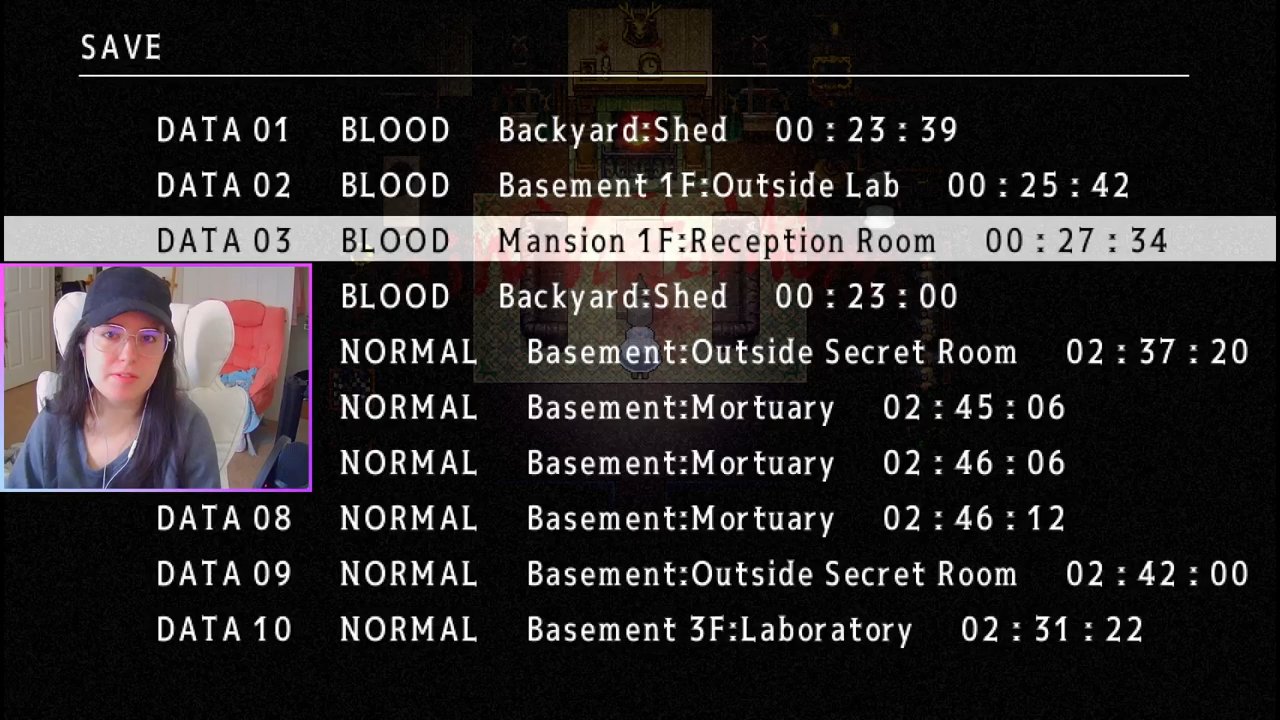 SAVE
DATA 01 BLOOD Backyard:Shed 00:23:39
DATA 02 BLOOD Basement 1F:Outside Lab 00:25:42
DATA 03 BLOOD Mansion 1F:Reception Room 00:27:34
BLOOD Backyard:Shed 00:23:00
NORMAL Basement:Outside Secret Room 02:37:20
NORMAL Basement:Mortuary 02:45:06
NORMAL Basement:Mortuary 02:46:06
DATA 08 NORMAL Basement:Mortuary 02:46:12
DATA 09 NORMAL Basement:Outside Secret Room 02:42:00
DATA 10 NORMAL Basement 3F:Laboratory 02:31:22